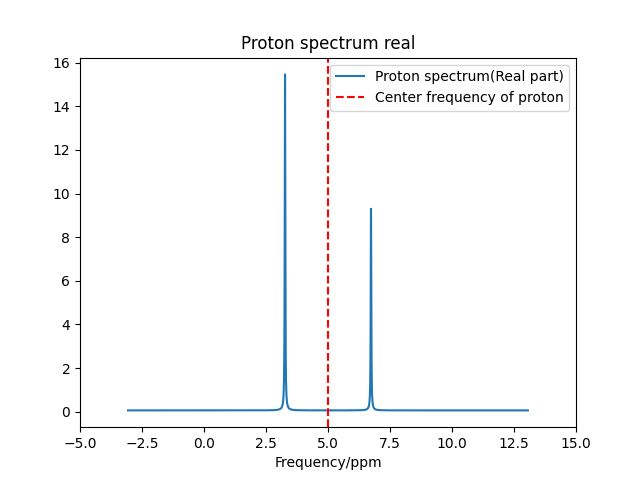 Proton spectrum real
Proton spectrum(Real part)
Center frequency of proton
16
14
12
10
8
6
4
2
0
−5.0 −2.5 0.0 2.5 5.0 7.5 10.0 12.5 15.0
Frequency/ppm